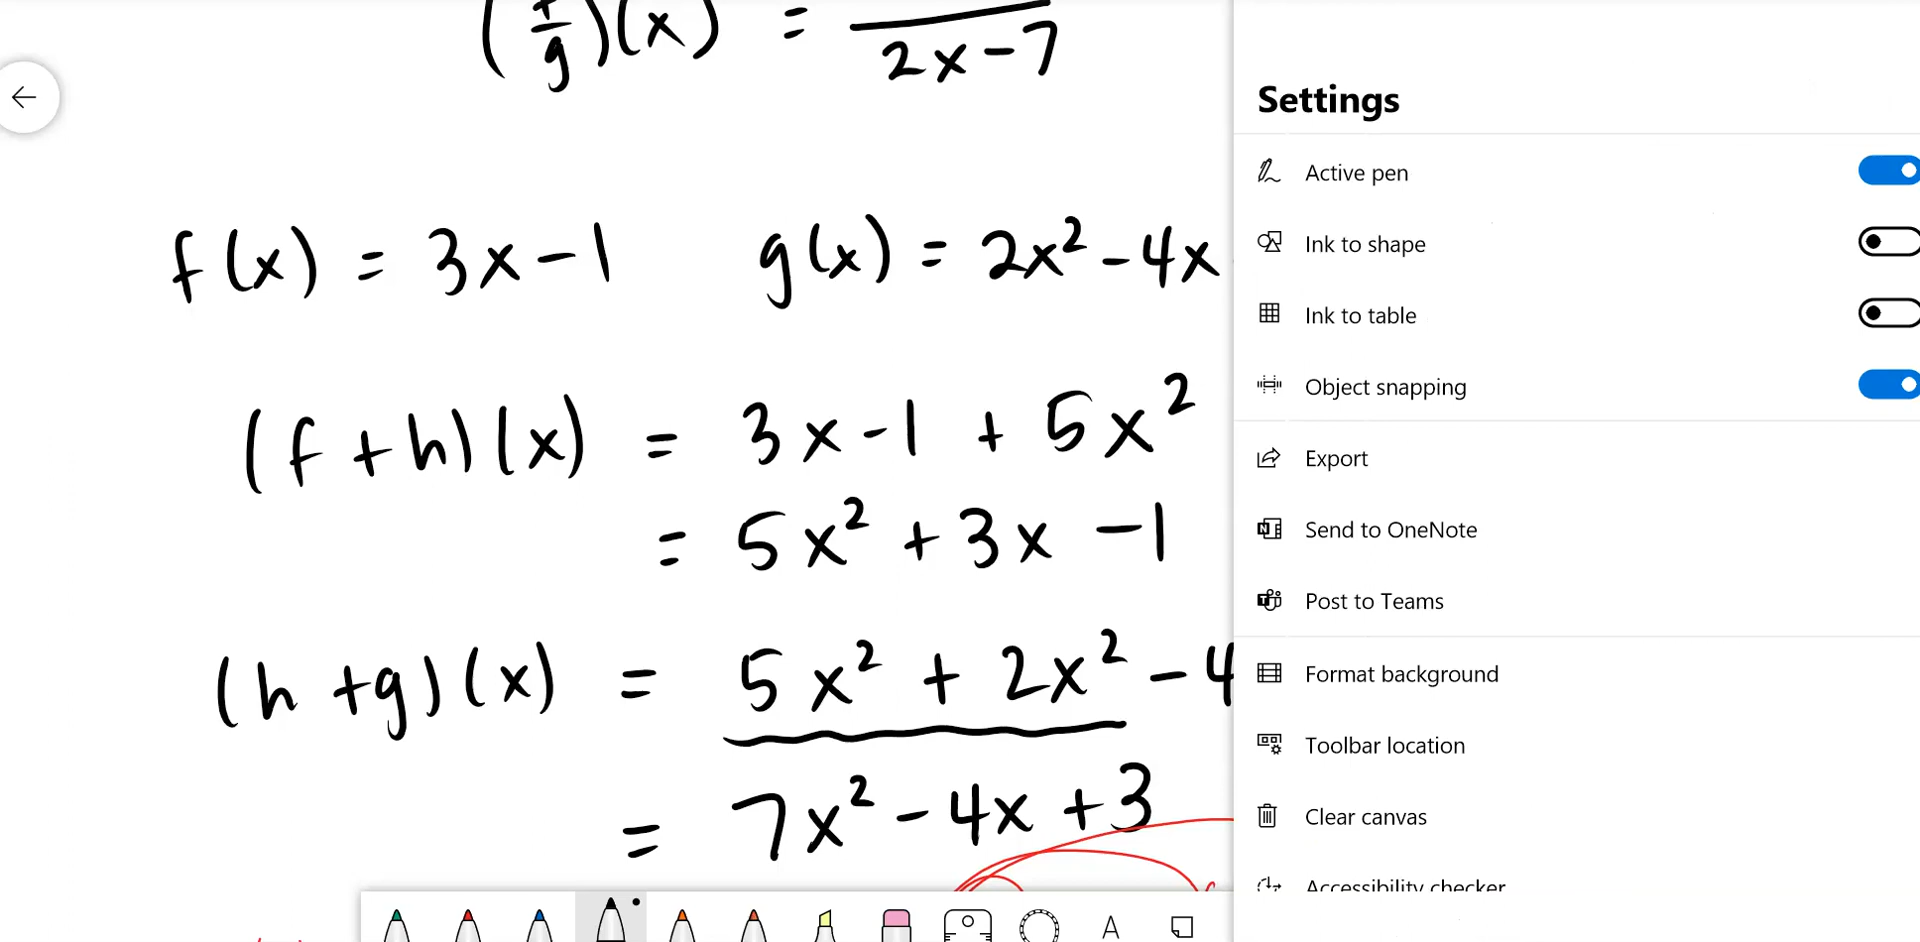 (f/g)(x) = 2x-7
f(x) = 3x-1 g(x) = 2x² - 4x
(f + h)(x) = 3x-1 + 5x²
= 5x² + 3x - 1
(h + g)(x) = 5x² + 2x² - 4
= 7x² - 4x + 3
Settings
Active pen
Ink to shape
Ink to table
Object snapping
Export
Send to OneNote
Post to Teams
Format background
Toolbar location
Clear canvas
Accessibility checker
A